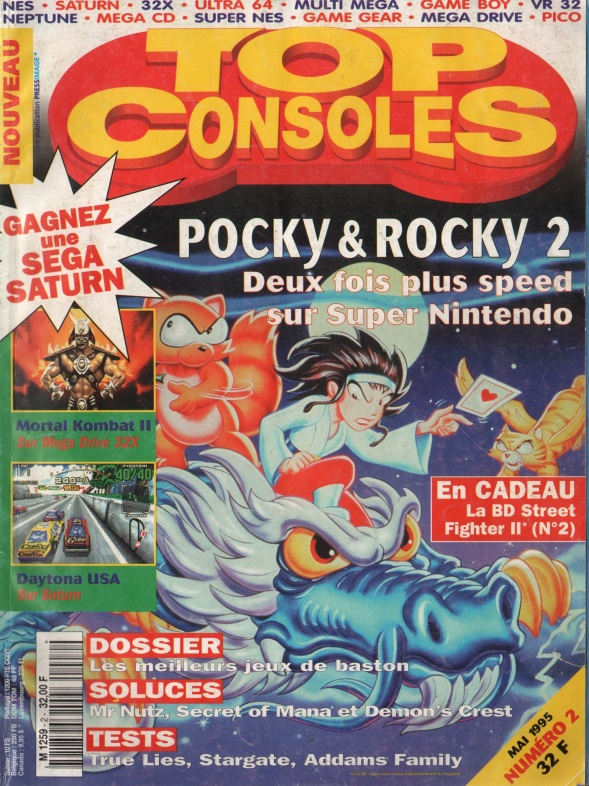 NES • SATURN • 32X • ULTRA 64 • MULTI MEGA • GAME BOY • VR 32
NEPTUNE • MEGA CD • SUPER NES • GAME GEAR • MEGA DRIVE • PICO
NOUVEAU
publication PRESSIMAGE
TOP
CONSOLES
GAGNEZ
une
SEGA
SATURN
POCKY & ROCKY 2
Deux fois plus speed
sur Super Nintendo
Mortal Kombat II
Sur Mega Drive 32X
POSITION
40/40
Daytona USA
Sur Saturn
En CADEAU
La BD Street
Fighter II* (N°2)
DOSSIER
Les meilleurs jeux de baston
SOLUCES
Mr Nutz, Secret of Mana et Demon's Crest
TESTS
True Lies, Stargate, Addams Family
M 1259 - 2 - 32,00 F
MAI 1995
NUMÉRO 2
32 F